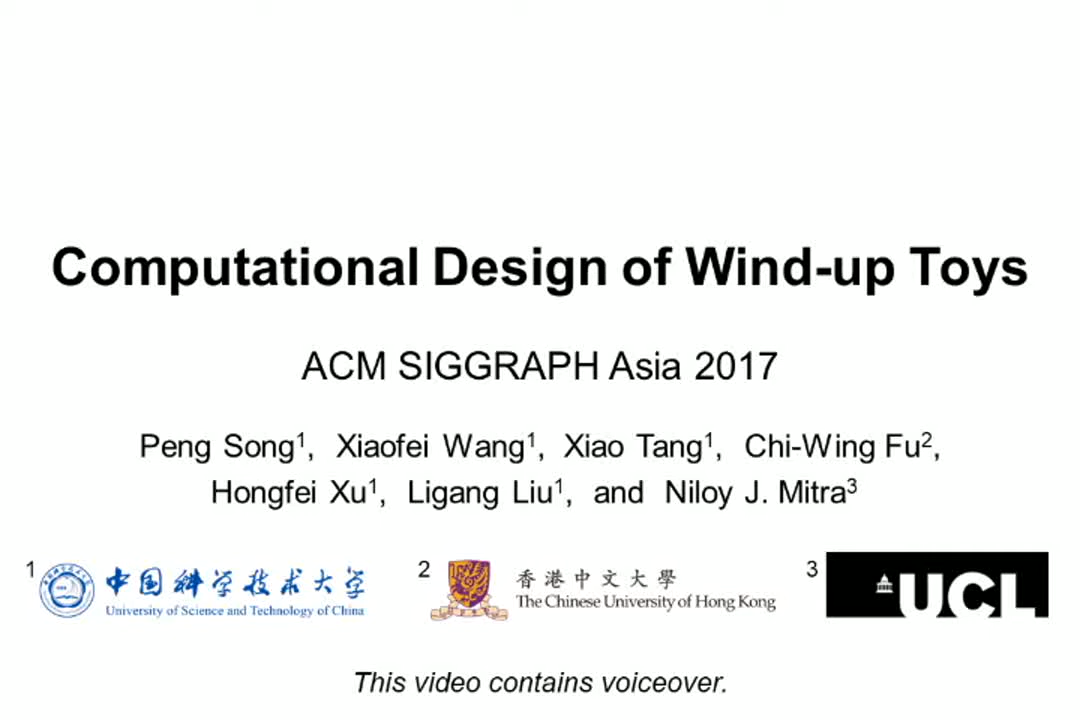 Computational Design of Wind-up Toys
ACM SIGGRAPH Asia 2017
Peng Song1, Xiaofei Wang1, Xiao Tang1, Chi-Wing Fu2,
Hongfei Xu1, Ligang Liu1, and Niloy J. Mitra3
1
中国科学技术大学
University of Science and Technology of China
2
香港中文大學
The Chinese University of Hong Kong
3
UCL
This video contains voiceover.